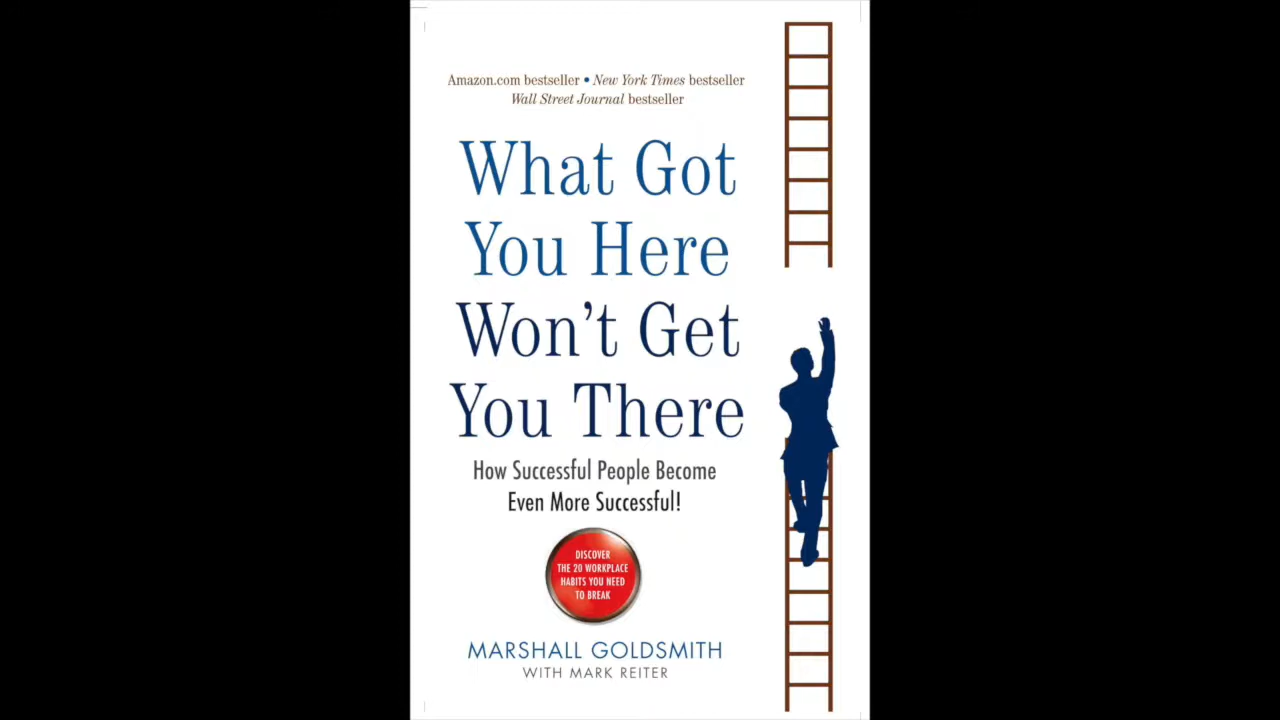 Amazon.com bestseller • New York Times bestseller
Wall Street Journal bestseller
What Got
You Here
Won't Get
You There
How Successful People Become
Even More Successful!
DISCOVER
THE 20 WORKPLACE
HABITS YOU NEED
TO BREAK
MARSHALL GOLDSMITH
WITH MARK REITER